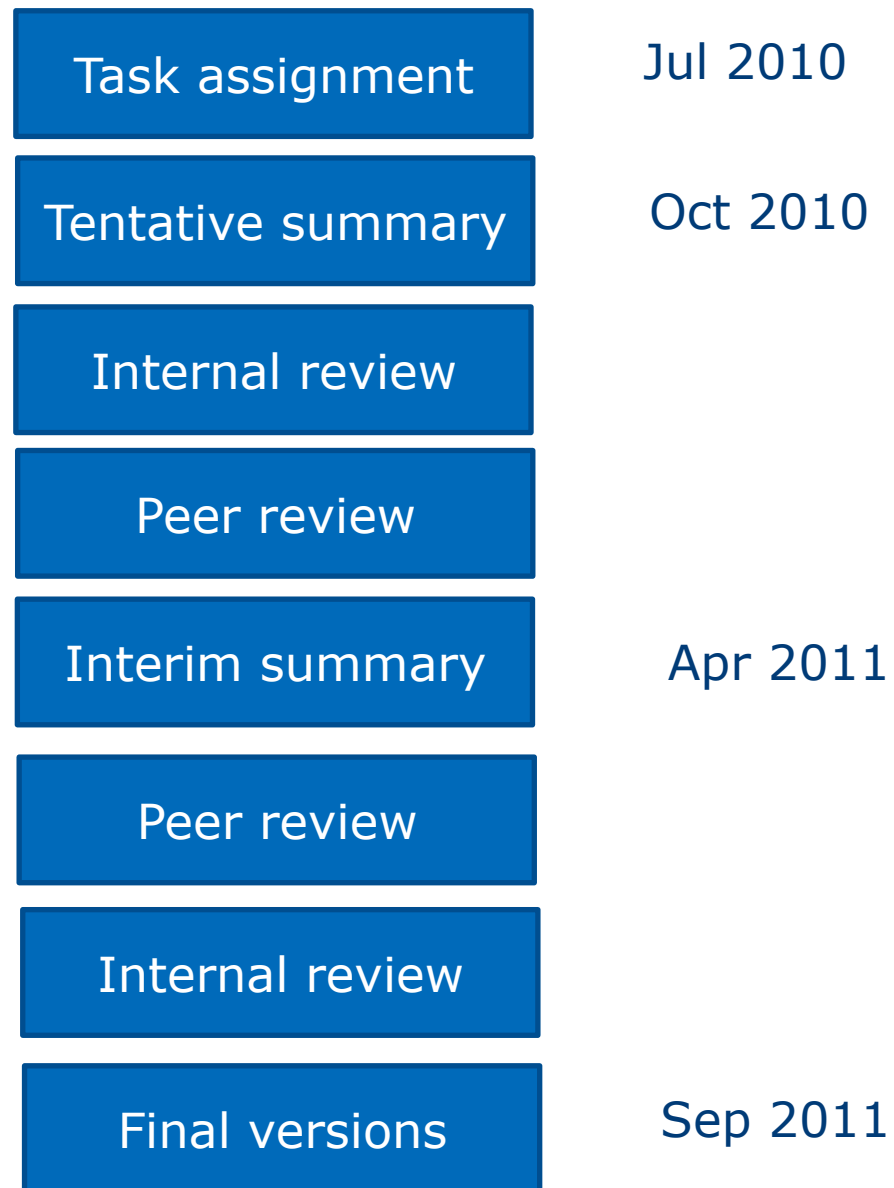 Task assignment Jul 2010
Tentative summary Oct 2010
Internal review
Peer review
Interim summary Apr 2011
Peer review
Internal review
Final versions Sep 2011